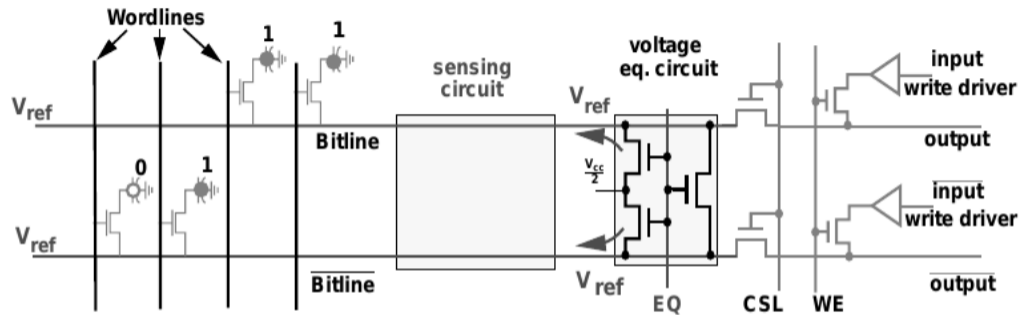 Wordlines
1
1
voltage
eq. circuit
sensing
circuit
input
write driver
V_ref
V_ref
Bitline
output
0
1
V_cc
2
input
write driver
V_ref
V_ref
Bitline
EQ
CSL
WE
output